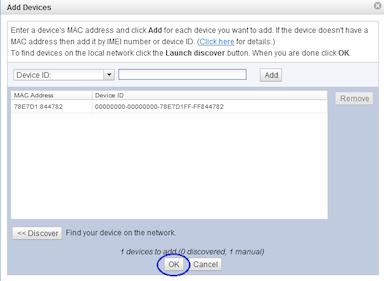 Add Devices
Enter a device's MAC address and click Add for each device you want to add. If the device doesn't have a
MAC address then add it by IMEI number or device ID. (Click here for details.)
To find devices on the local network click the Launch discover button. When you are done click OK.
Device ID: Add
MAC Address Device ID
78E7D1:844782 00000000-00000000-78E7D1FF-FF844782
Remove
<< Discover Find your device on the network.
1 devices to add (0 discovered, 1 manual)
OK Cancel